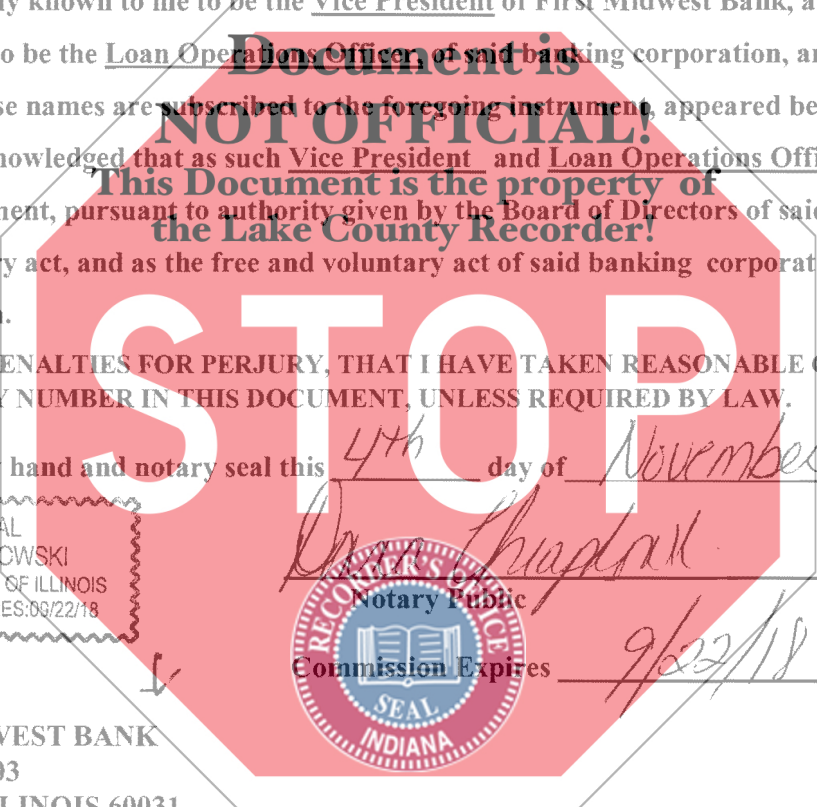 ly known to me to be the Vice President of First Midwest Bank, a
o be the Loan Operations Officer, of said banking corporation, an
Document is
se names are subscribed to the foregoing instrument, appeared be
NOT OFFICIAL!
nowledged that as such Vice President and Loan Operations Offi
This Document is the property of
ment, pursuant to authority given by the Board of Directors of said
the Lake County Recorder!
ry act, and as the free and voluntary act of said banking corporat
STOP
ENALTIES FOR PERJURY, THAT I HAVE TAKEN REASONABLE
Y NUMBER IN THIS DOCUMENT, UNLESS REQUIRED BY LAW.
hand and notary seal this 4th day of November
AL
OWSKI
OF ILLINOIS
ES:09/22/18
Notary Public
RECORDER'S OFFICE
SEAL
INDIANA
Commission Expires 9/22/18
WEST BANK
03
LLINOIS 60031